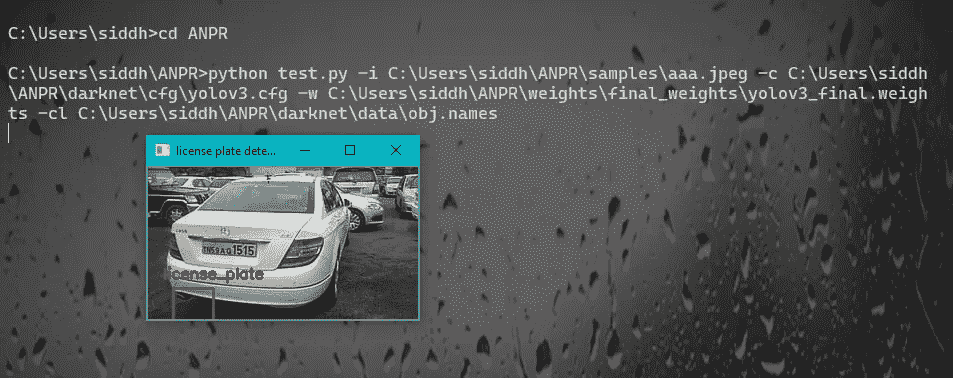 C:\Users\siddh>cd ANPR
C:\Users\siddh\ANPR>python test.py -i C:\Users\siddh\ANPR\samples\aaa.jpeg -c C:\Users\siddh
\ANPR\darknet\cfg\yolov3.cfg -w C:\Users\siddh\ANPR\weights\final_weights\yolov3_final.weigh
ts -cl C:\Users\siddh\ANPR\darknet\data\obj.names
license plate dete...
1515
license_plate